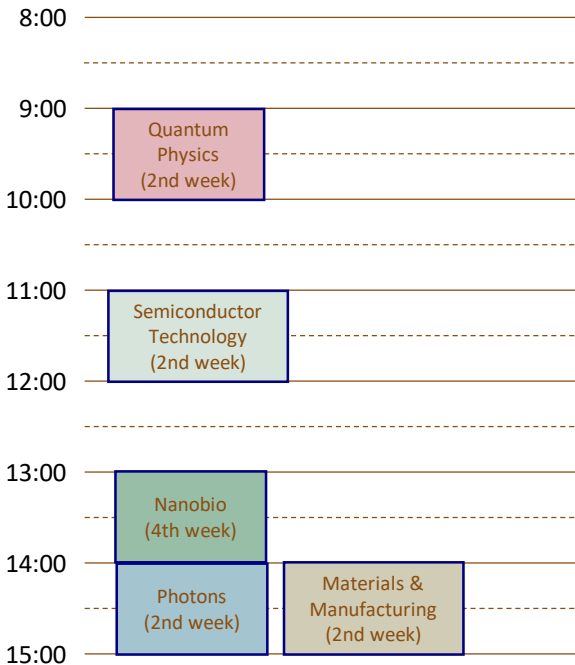 8:00
9:00
Quantum
Physics
(2nd week)
10:00
11:00
Semiconductor
Technology
(2nd week)
12:00
13:00
Nanobio
(4th week)
14:00
Photons
(2nd week)
Materials &
Manufacturing
(2nd week)
15:00